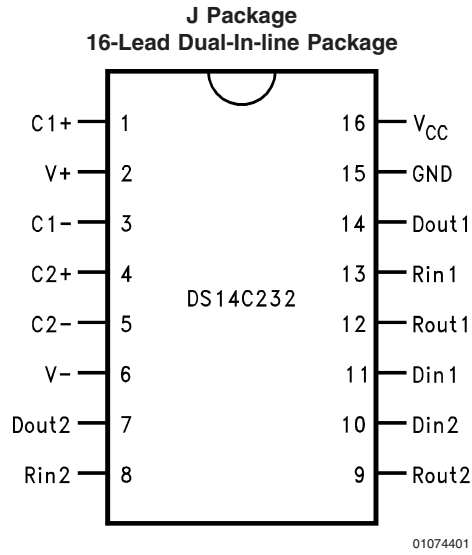 J Package
16-Lead Dual-In-line Package
C1+ 1 16 VCC
V+ 2 15 GND
C1- 3 14 Dout1
C2+ 4 13 Rin1
DS14C232
C2- 5 12 Rout1
V- 6 11 Din1
Dout2 7 10 Din2
Rin2 8 9 Rout2
01074401